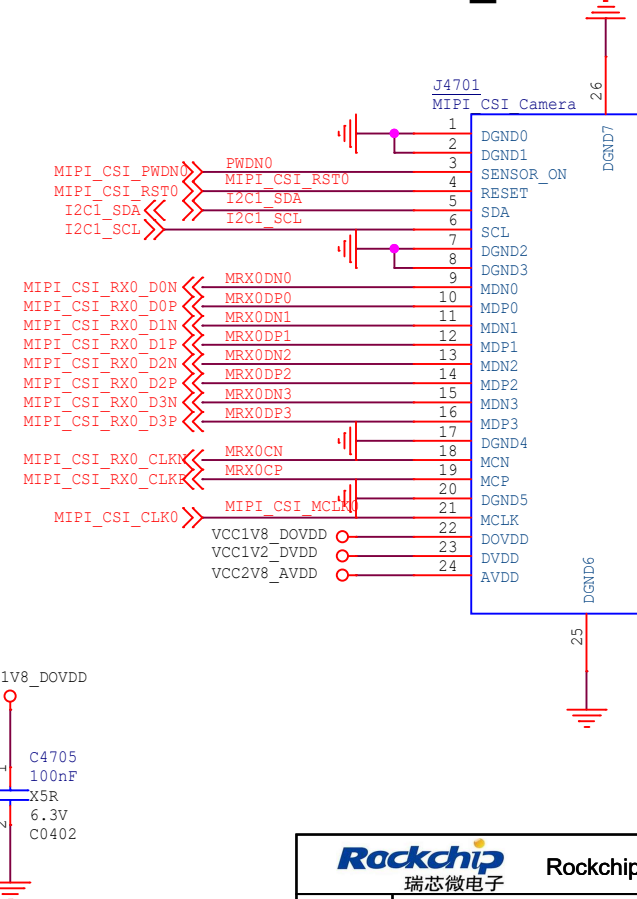 26
J4701
MIPI_CSI_Camera
DGND7
1 DGND0
2 DGND1
MIPI_CSI_PWDN0 PWDN0 3 SENSOR_ON
MIPI_CSI_RST0 MIPI_CSI_RST0 4 RESET
I2C1_SDA I2C1_SDA 5 SDA
I2C1_SCL I2C1_SCL 6 SCL
7 DGND2
8 DGND3
MIPI_CSI_RX0_D0N MRX0DN0 9 MDN0
MIPI_CSI_RX0_D0P MRX0DP0 10 MDP0
MIPI_CSI_RX0_D1N MRX0DN1 11 MDN1
MIPI_CSI_RX0_D1P MRX0DP1 12 MDP1
MIPI_CSI_RX0_D2N MRX0DN2 13 MDN2
MIPI_CSI_RX0_D2P MRX0DP2 14 MDP2
MIPI_CSI_RX0_D3N MRX0DN3 15 MDN3
MIPI_CSI_RX0_D3P MRX0DP3 16 MDP3
17 DGND4
MIPI_CSI_RX0_CLKN MRX0CN 18 MCN
MIPI_CSI_RX0_CLKP MRX0CP 19 MCP
20 DGND5
MIPI_CSI_CLK0 MIPI_CSI_MCLK0 21 MCLK
VCC1V8_DOVDD 22 DOVDD
VCC1V2_DVDD 23 DVDD
VCC2V8_AVDD 24 AVDD
DGND6
25
1V8_DOVDD
1
C4705
100nF
X5R
6.3V
C0402
2
Rockchip
瑞芯微电子
Rockchip